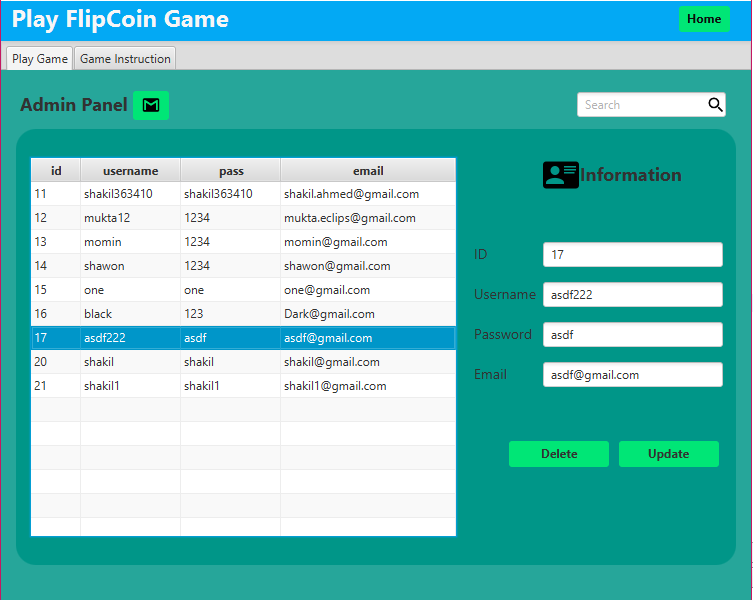 Play FlipCoin Game
Home
Play Game Game Instruction
Admin Panel
Search
id username pass email
11 shakil363410 shakil363410 shakil.ahmed@gmail.com
12 mukta12 1234 mukta.eclips@gmail.com
13 momin 1234 momin@gmail.com
14 shawon 1234 shawon@gmail.com
15 one one one@gmail.com
16 black 123 Dark@gmail.com
17 asdf222 asdf asdf@gmail.com
20 shakil shakil shakil@gmail.com
21 shakil1 shakil1 shakil1@gmail.com
Information
ID 17
Username asdf222
Password asdf
Email asdf@gmail.com
Delete Update